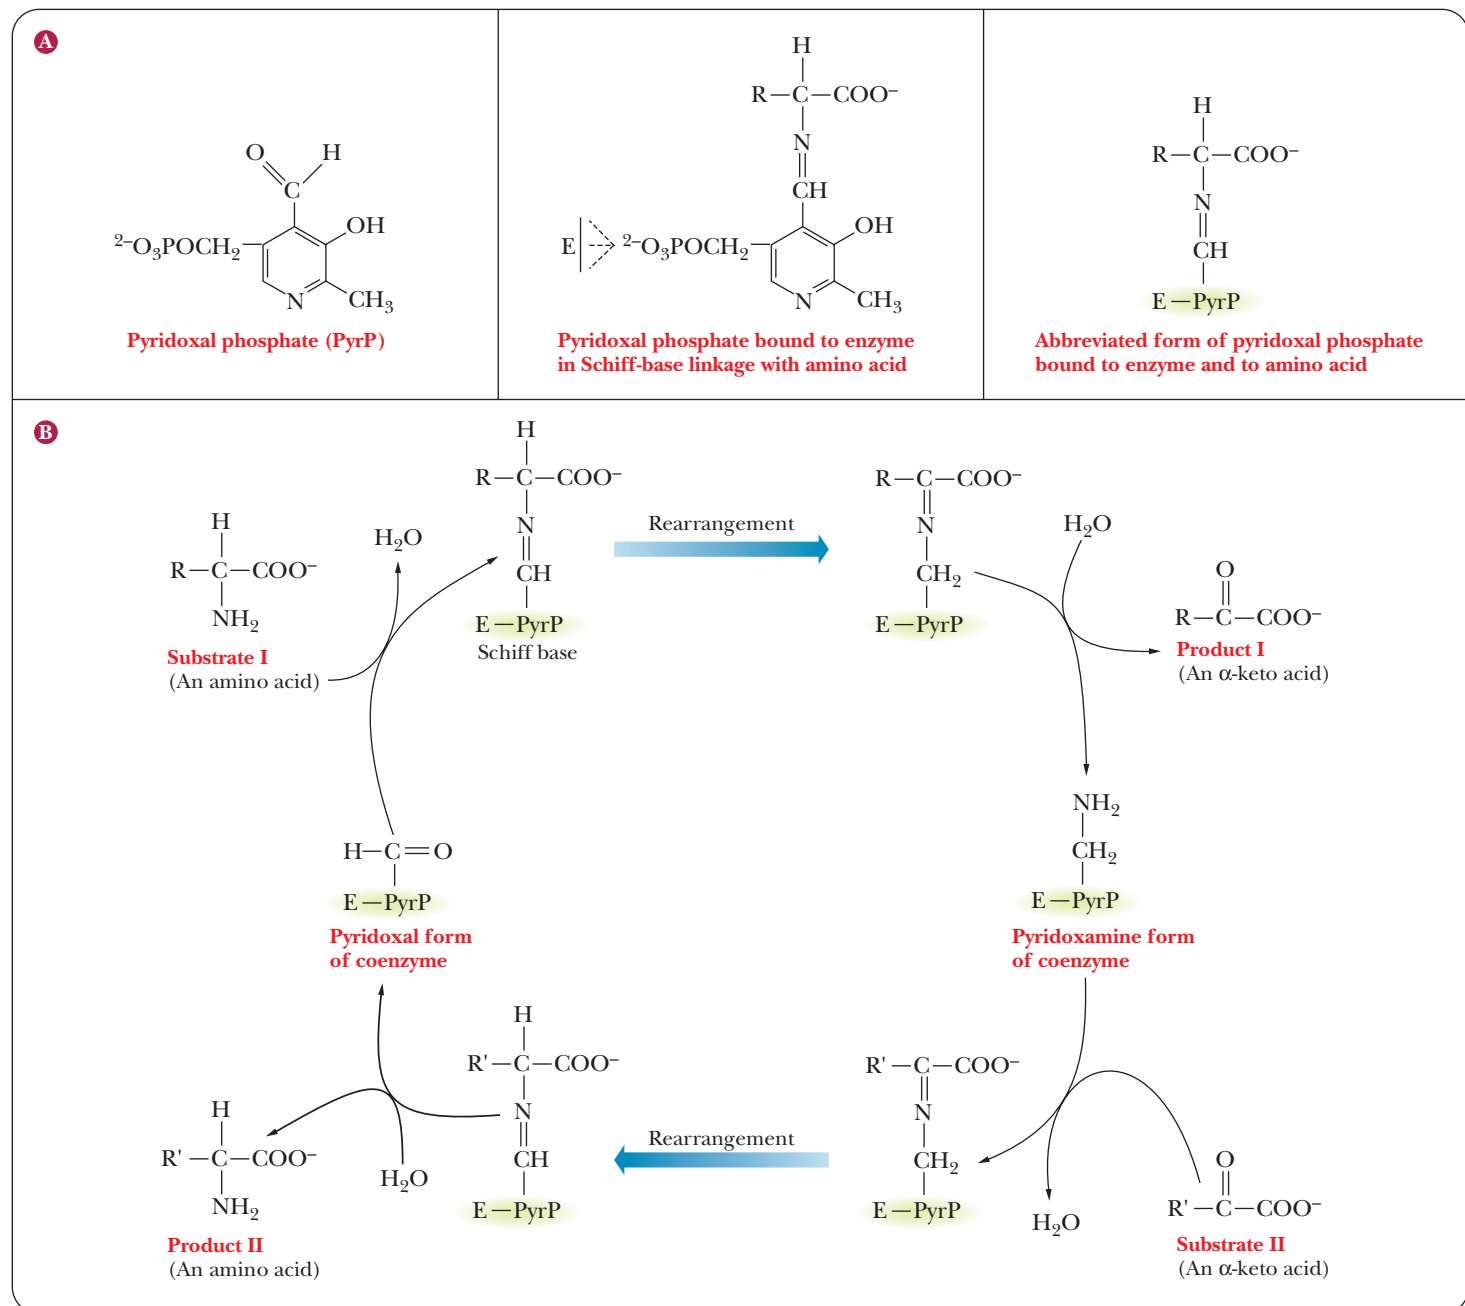 A
O H
C
²⁻O₃POCH₂ OH
N CH₃
Pyridoxal phosphate (PyrP)
H
R—C—COO⁻
N
CH
E ²⁻O₃POCH₂ OH
N CH₃
Pyridoxal phosphate bound to enzyme
in Schiff-base linkage with amino acid
H
R—C—COO⁻
N
CH
E—PyrP
Abbreviated form of pyridoxal phosphate
bound to enzyme and to amino acid
B
H
R—C—COO⁻
NH₂
Substrate I
(An amino acid)
H₂O
H
R—C—COO⁻
N
CH
E—PyrP
Schiff base
Rearrangement
R—C—COO⁻
N
CH₂
E—PyrP
H₂O
O
R—C—COO⁻
Product I
(An α-keto acid)
H—C=O
E—PyrP
Pyridoxal form
of coenzyme
NH₂
CH₂
E—PyrP
Pyridoxamine form
of coenzyme
H
R'—C—COO⁻
NH₂
Product II
(An amino acid)
H₂O
H
R'—C—COO⁻
N
CH
E—PyrP
Rearrangement
R'—C—COO⁻
N
CH₂
E—PyrP
H₂O
O
R'—C—COO⁻
Substrate II
(An α-keto acid)